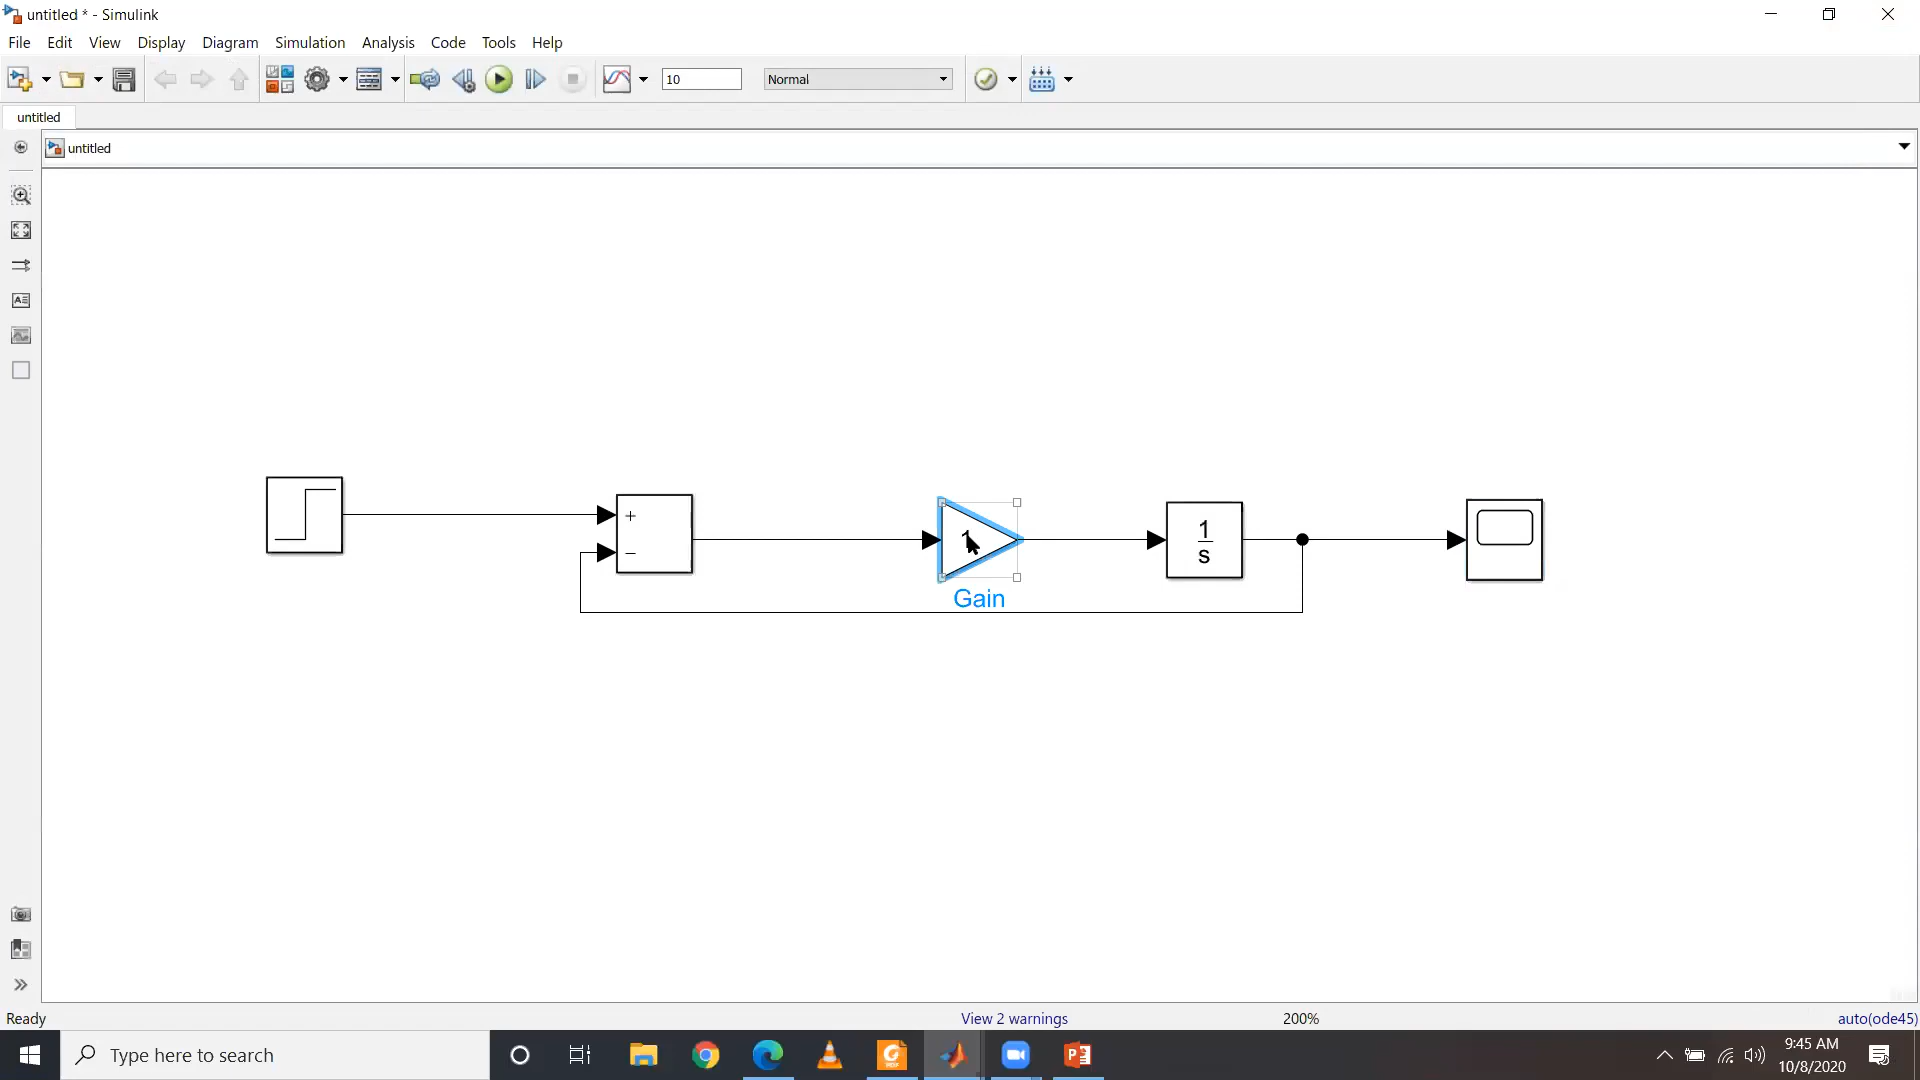 untitled * - Simulink
File Edit View Display Diagram Simulation Analysis Code Tools Help
10 Normal
untitled
untitled
+
−
1
s
Gain
Ready View 2 warnings 200% auto(ode45)
Type here to search
9:45 AM
10/8/2020